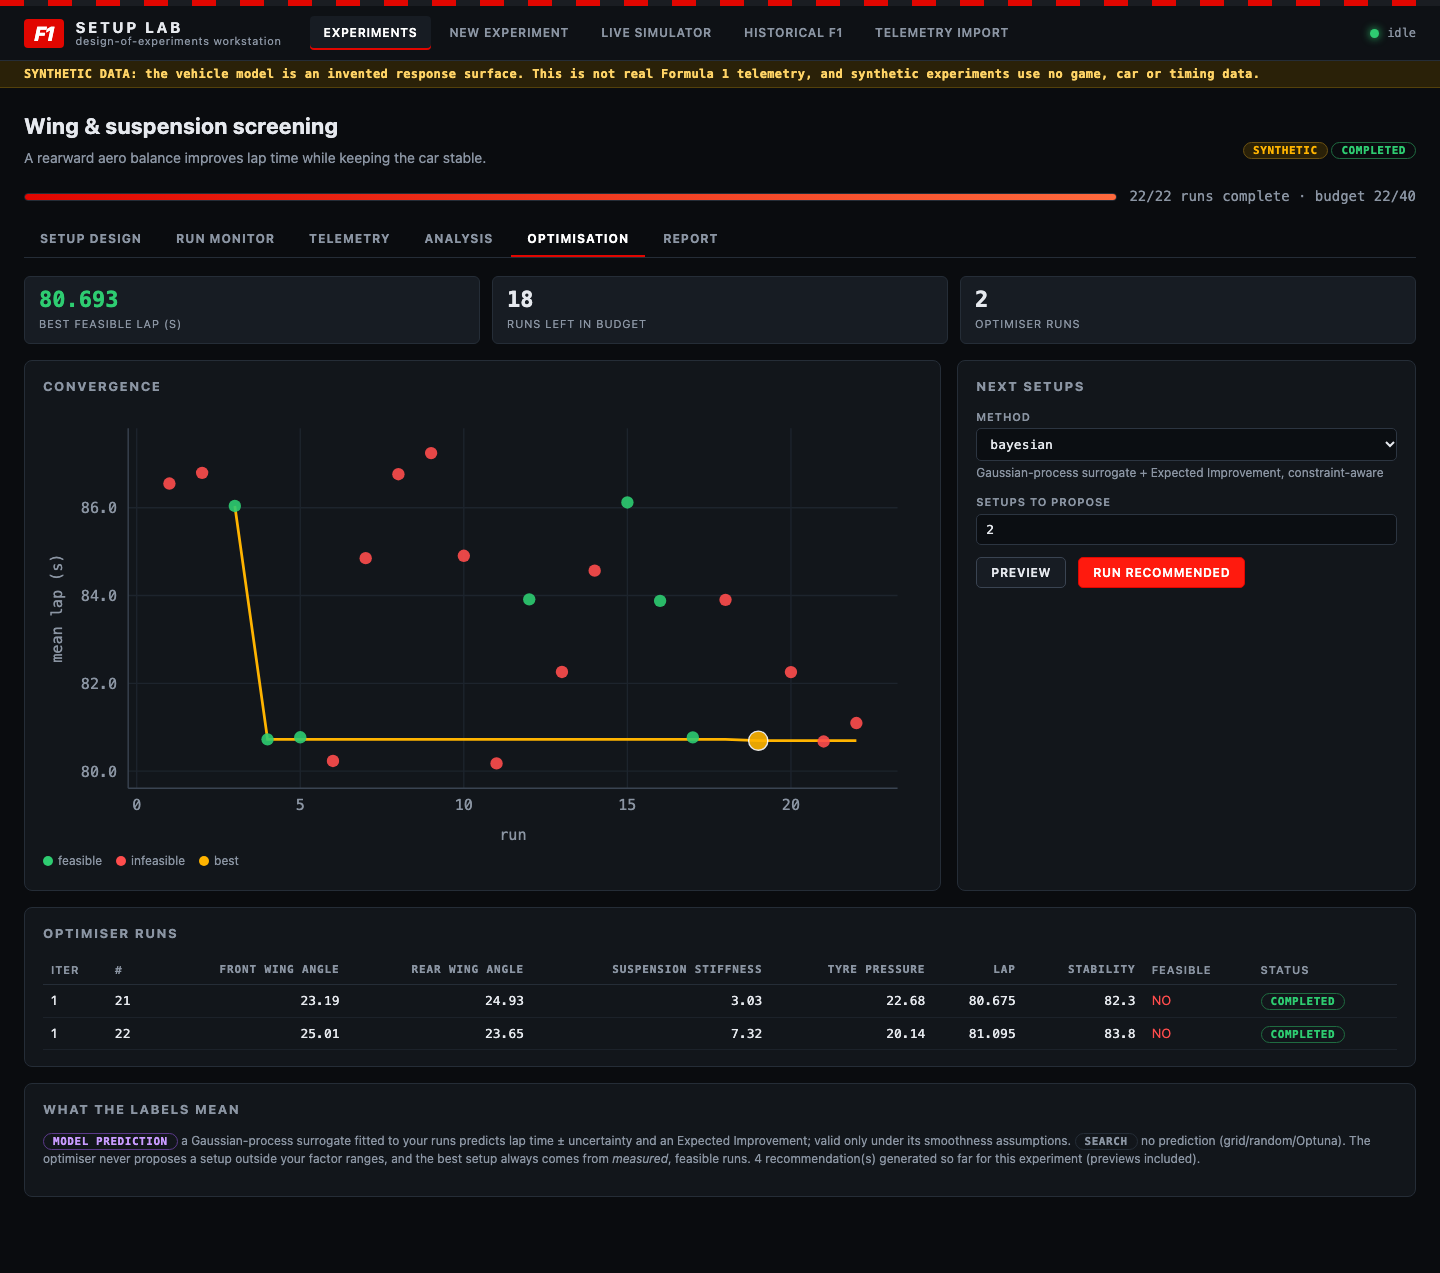 F1
SETUP LAB
design-of-experiments workstation
EXPERIMENTS
NEW EXPERIMENT
LIVE SIMULATOR
HISTORICAL F1
TELEMETRY IMPORT
idle
SYNTHETIC DATA: the vehicle model is an invented response surface. This is not real Formula 1 telemetry, and synthetic experiments use no game, car or timing data.
Wing & suspension screening
A rearward aero balance improves lap time while keeping the car stable.
SYNTHETIC COMPLETED
22/22 runs complete · budget 22/40
SETUP DESIGN
RUN MONITOR
TELEMETRY
ANALYSIS
OPTIMISATION
REPORT
80.693
BEST FEASIBLE LAP (S)
18
RUNS LEFT IN BUDGET
2
OPTIMISER RUNS
CONVERGENCE
86.0
84.0
82.0
80.0
mean lap (s)
0 5 10 15 20
run
feasible infeasible best
NEXT SETUPS
METHOD
bayesian
Gaussian-process surrogate + Expected Improvement, constraint-aware
SETUPS TO PROPOSE
2
PREVIEW RUN RECOMMENDED
OPTIMISER RUNS
ITER # FRONT WING ANGLE REAR WING ANGLE SUSPENSION STIFFNESS TYRE PRESSURE LAP STABILITY FEASIBLE STATUS
1 21 23.19 24.93 3.03 22.68 80.675 82.3 NO COMPLETED
1 22 25.01 23.65 7.32 20.14 81.095 83.8 NO COMPLETED
WHAT THE LABELS MEAN
MODEL PREDICTION a Gaussian-process surrogate fitted to your runs predicts lap time ± uncertainty and an Expected Improvement; valid only under its smoothness assumptions. SEARCH no prediction (grid/random/Optuna). The
optimiser never proposes a setup outside your factor ranges, and the best setup always comes from measured, feasible runs. 4 recommendation(s) generated so far for this experiment (previews included).